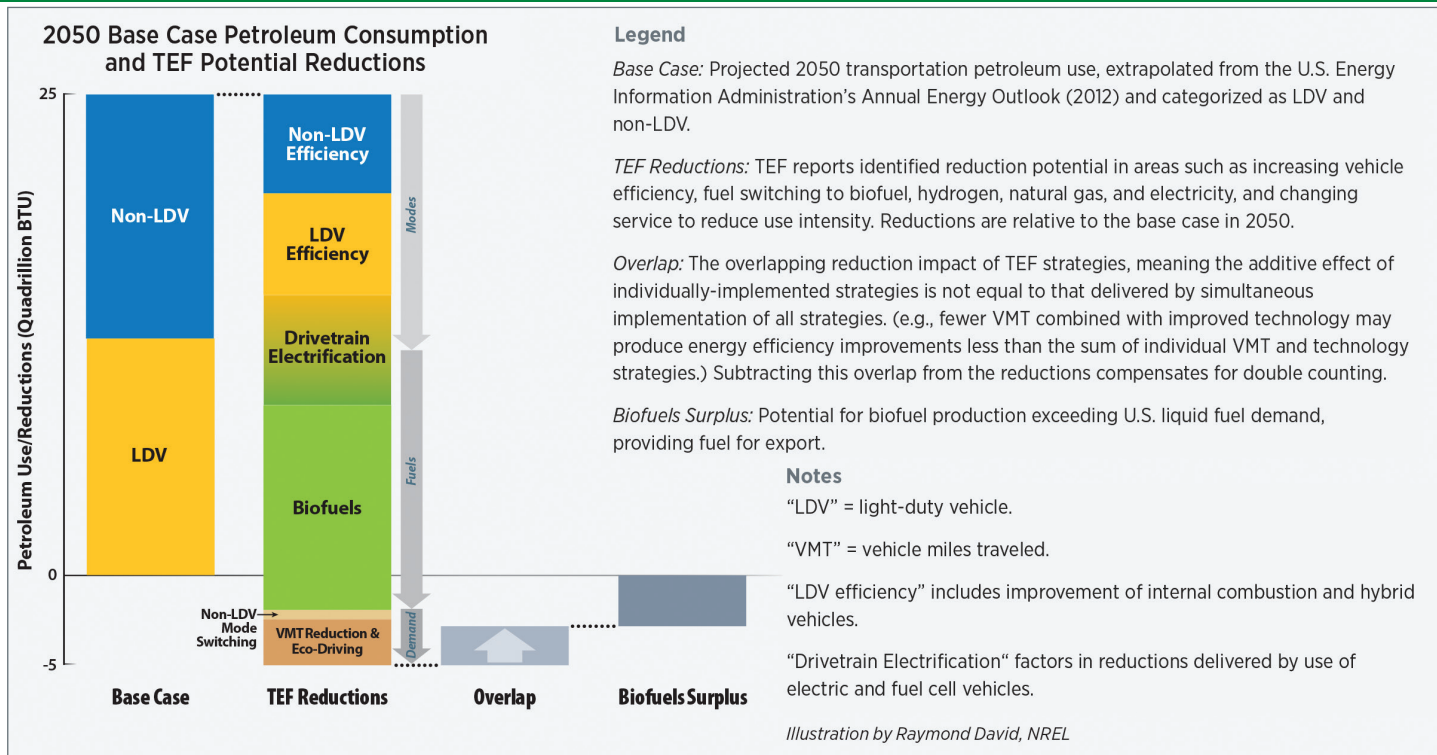 2050 Base Case Petroleum Consumption
and TEF Potential Reductions
Petroleum Use/Reductions (Quadrillion BTU)
25
0
-5
Non-LDV
LDV
Non-LDV
Efficiency
LDV
Efficiency
Drivetrain
Electrification
Biofuels
Non-LDV
Mode
Switching
VMT Reduction &
Eco-Driving
Modes
Fuels
Demand
Base Case
TEF Reductions
Overlap
Biofuels Surplus
Legend
Base Case: Projected 2050 transportation petroleum use, extrapolated from the U.S. Energy
Information Administration's Annual Energy Outlook (2012) and categorized as LDV and
non-LDV.
TEF Reductions: TEF reports identified reduction potential in areas such as increasing vehicle
efficiency, fuel switching to biofuel, hydrogen, natural gas, and electricity, and changing
service to reduce use intensity. Reductions are relative to the base case in 2050.
Overlap: The overlapping reduction impact of TEF strategies, meaning the additive effect of
individually-implemented strategies is not equal to that delivered by simultaneous
implementation of all strategies. (e.g., fewer VMT combined with improved technology may
produce energy efficiency improvements less than the sum of individual VMT and technology
strategies.) Subtracting this overlap from the reductions compensates for double counting.
Biofuels Surplus: Potential for biofuel production exceeding U.S. liquid fuel demand,
providing fuel for export.
Notes
“LDV” = light-duty vehicle.
“VMT” = vehicle miles traveled.
“LDV efficiency” includes improvement of internal combustion and hybrid
vehicles.
“Drivetrain Electrification“ factors in reductions delivered by use of
electric and fuel cell vehicles.
Illustration by Raymond David, NREL